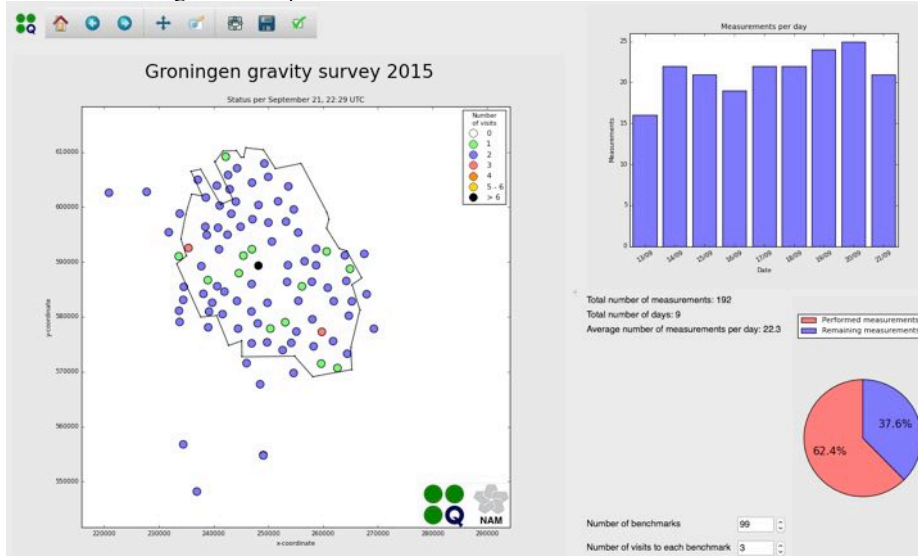 Q
Groningen gravity survey 2015
Status per September 21, 22:29 UTC
Number
of visits
0
1
2
3
4
5 - 6
> 6
610000
600000
590000
580000
570000
560000
550000
y-coordinate
220000 230000 240000 250000 260000 270000 280000 290000
x-coordinate
Q
NAM
Measurements per day
25
20
15
10
5
0
Measurements
13/09 14/09 15/09 16/09 17/09 18/09 19/09 20/09 21/09
Date
Total number of measurements: 192
Total number of days: 9
Average number of measurements per day: 22.3
Performed measurements
Remaining measurements
37.6%
62.4%
Number of benchmarks 99
Number of visits to each benchmark 3